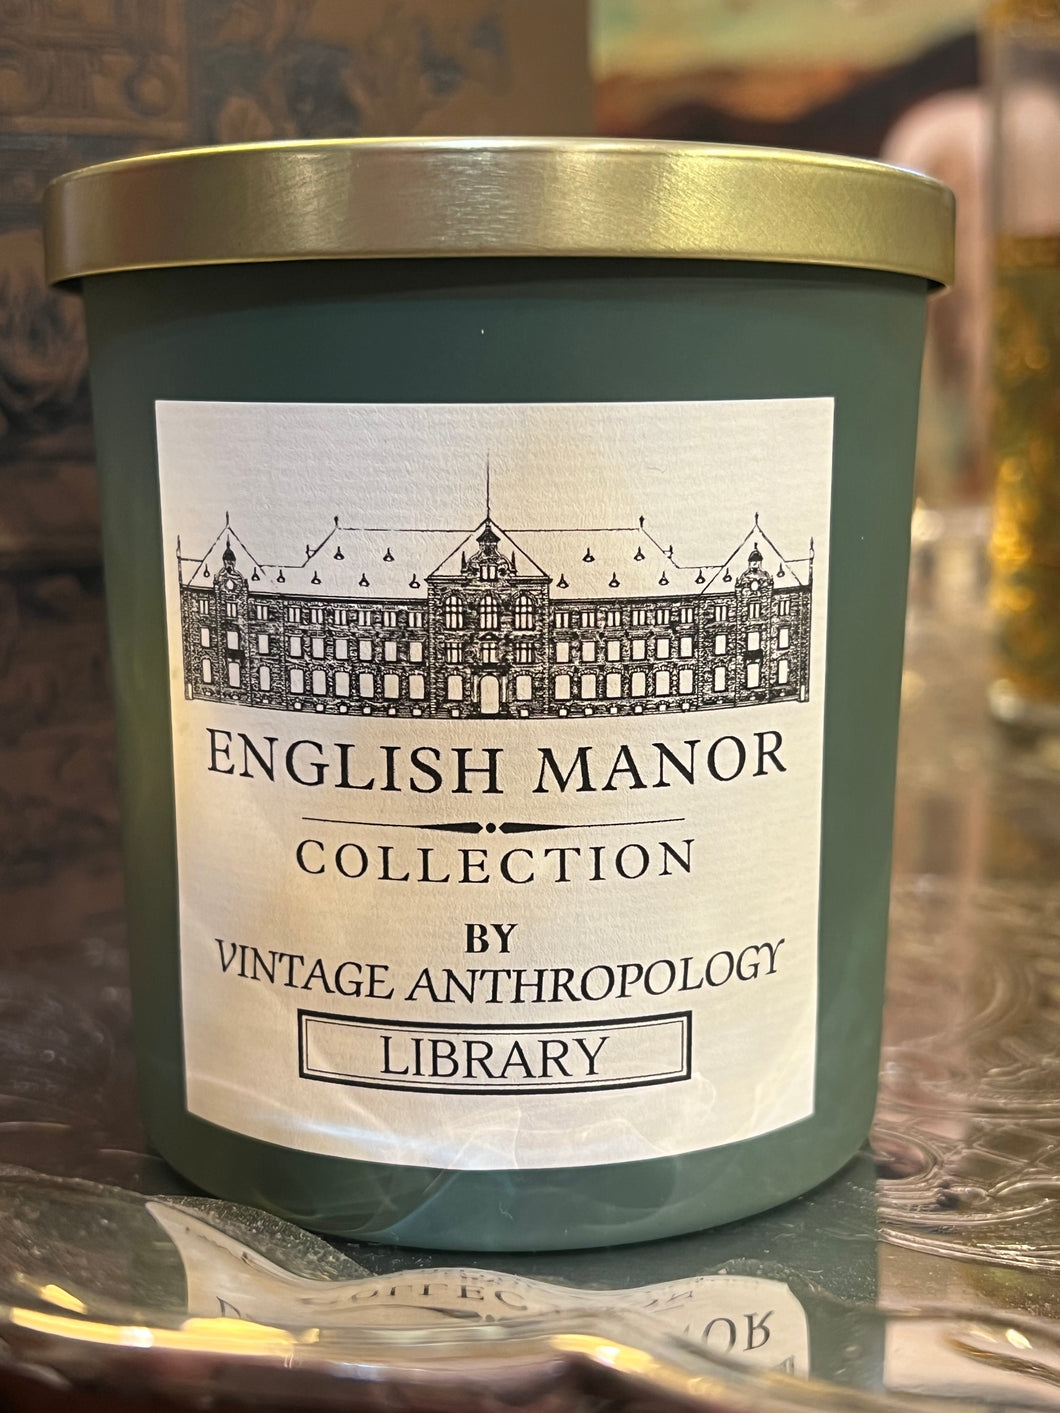 ENGLISH MANOR
COLLECTION
BY
VINTAGE ANTHROPOLOGY
LIBRARY